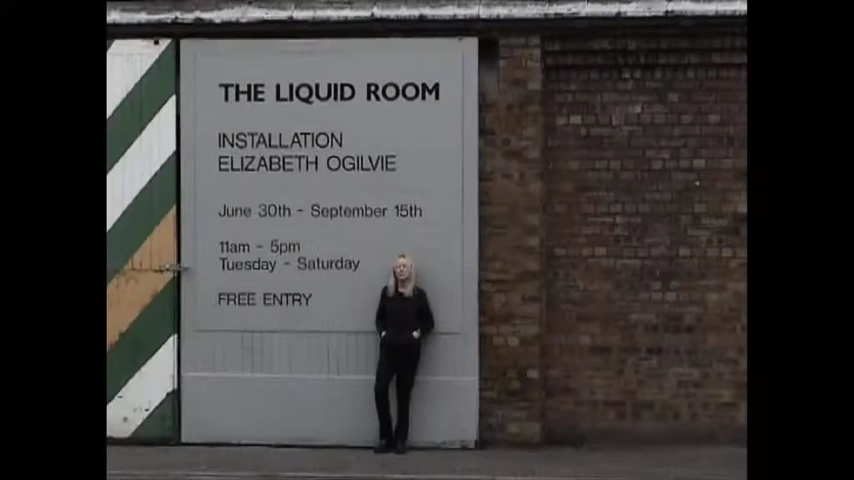 THE LIQUID ROOM
INSTALLATION
ELIZABETH OGILVIE
June 30th - September 15th
11am - 5pm
Tuesday - Saturday
FREE ENTRY